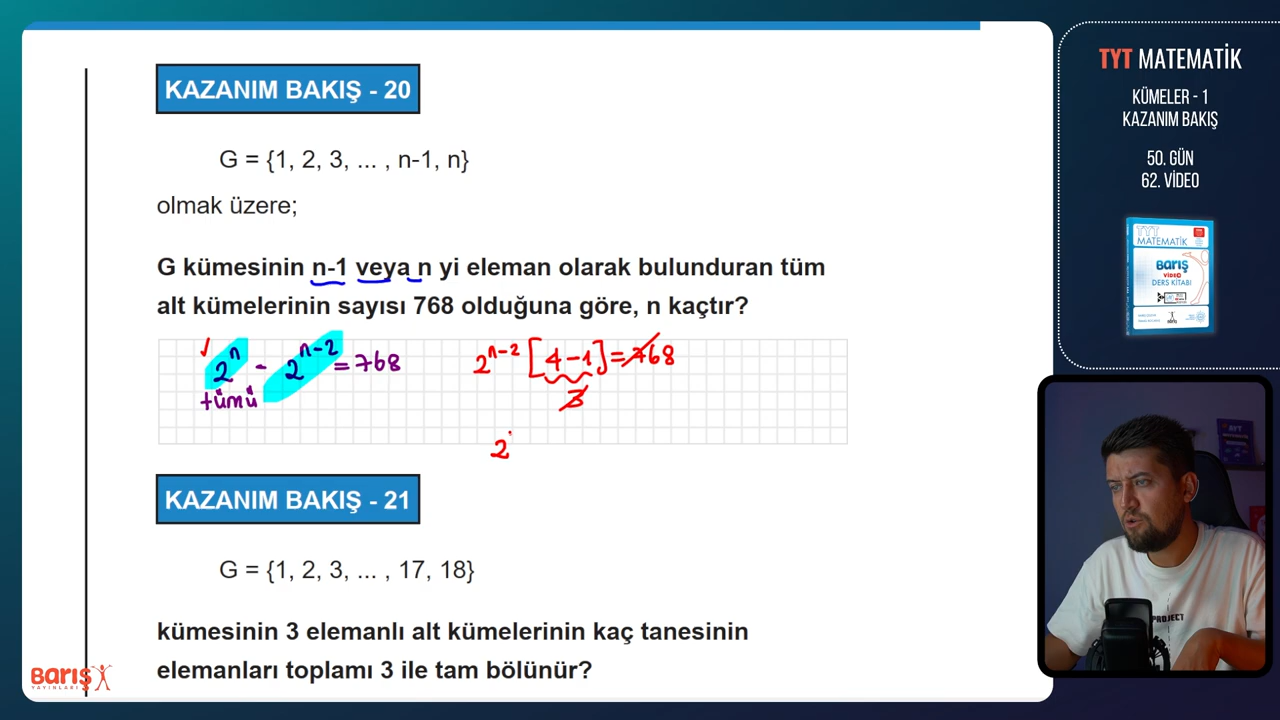 KAZANIM BAKIŞ - 20
G = {1, 2, 3, ... , n-1, n}
olmak üzere;
G kümesinin n-1 veya n yi eleman olarak bulunduran tüm
alt kümelerinin sayısı 768 olduğuna göre, n kaçtır?
2^n - 2^(n-2) = 768
tümü
2^(n-2) [4-1] = 768
3
2
KAZANIM BAKIŞ - 21
G = {1, 2, 3, ... , 17, 18}
kümesinin 3 elemanlı alt kümelerinin kaç tanesinin
elemanları toplamı 3 ile tam bölünür?
BARIŞ
YAYINLARI
TYT MATEMATİK
KÜMELER - 1
KAZANIM BAKIŞ
50. GÜN
62. VİDEO
TYT
MATEMATİK
BARIŞ
VİDEO
DERS KİTABI
PROJECT